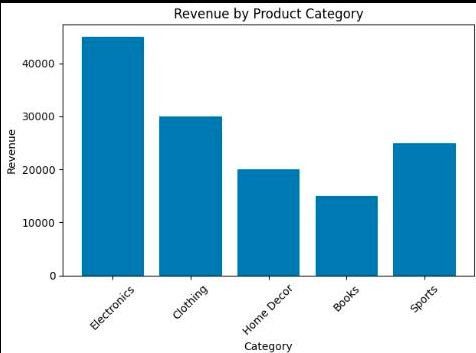 Revenue by Product Category
Revenue
40000
30000
20000
10000
0
Electronics
Clothing
Home Decor
Books
Sports
Category